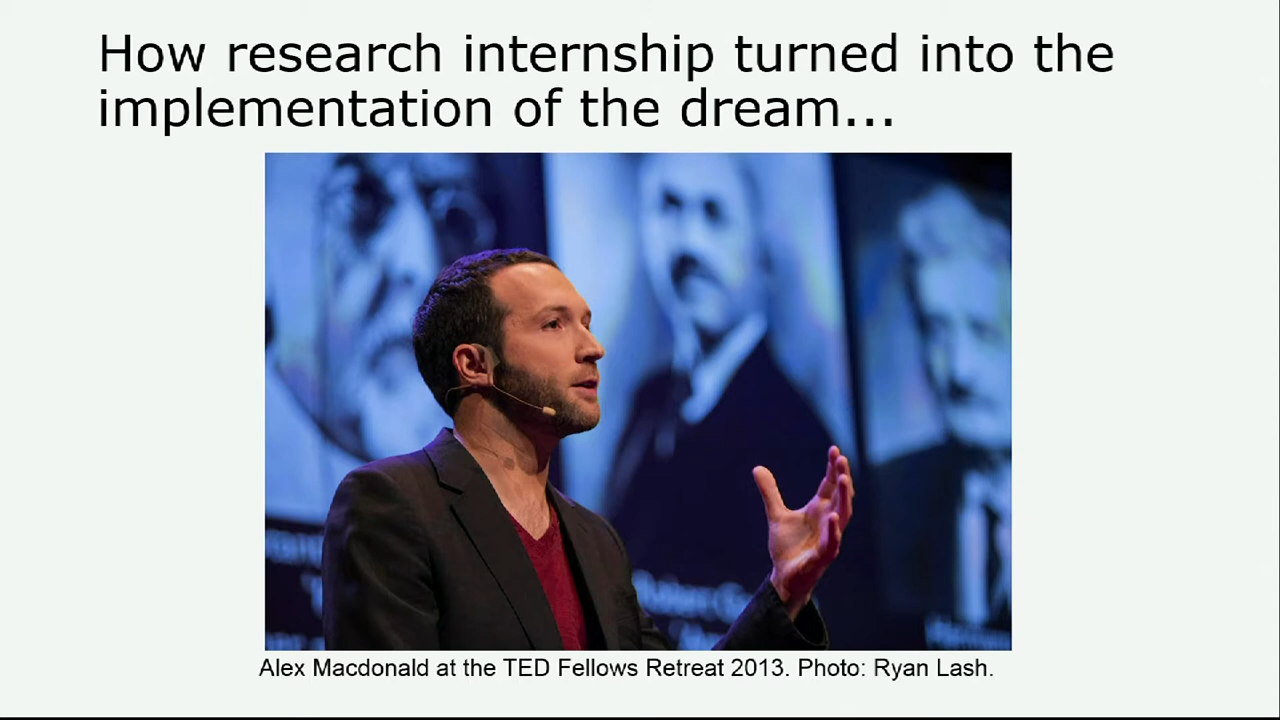 How research internship turned into the
implementation of the dream...
Alex Macdonald at the TED Fellows Retreat 2013. Photo: Ryan Lash.